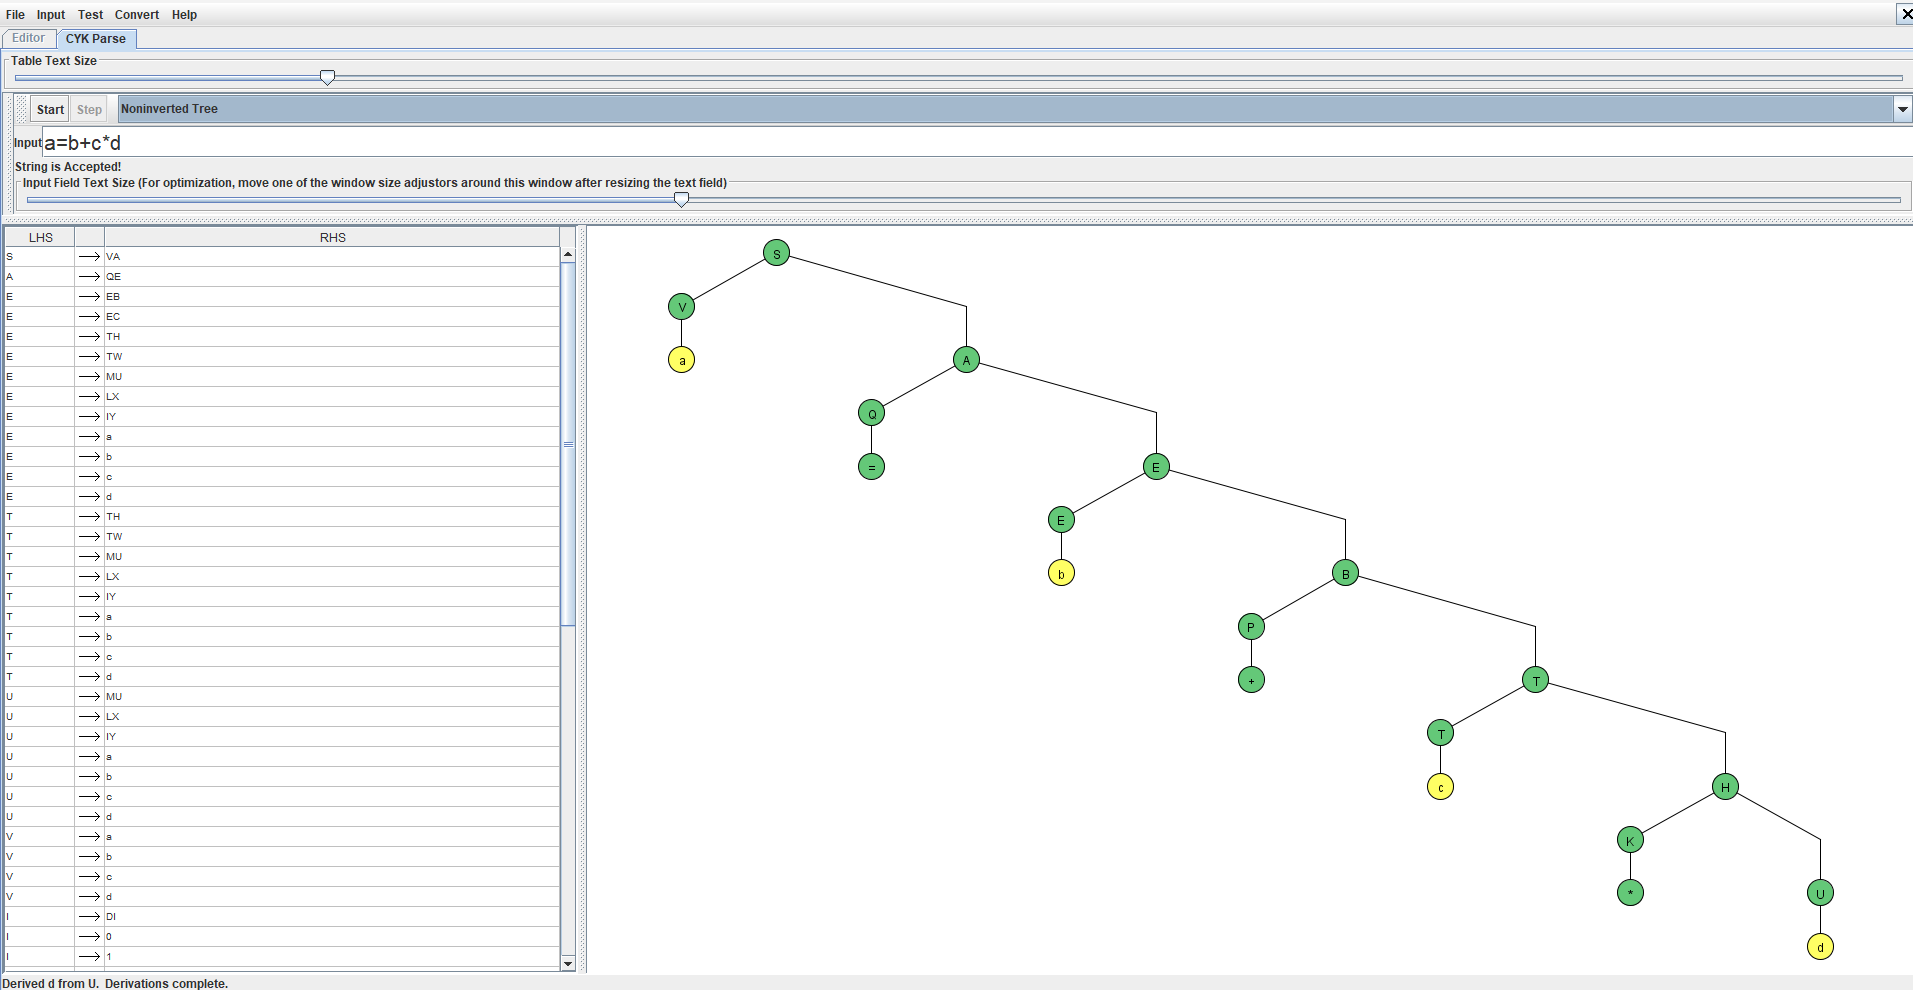 File Input Test Convert Help
Editor CYK Parse
Table Text Size
Start Step Noninverted Tree
Input a=b+c*d
String is Accepted!
Input Field Text Size (For optimization, move one of the window size adjustors around this window after resizing the text field)
LHS RHS
S → VA
A → QE
E → EB
E → EC
E → TH
E → TW
E → MU
E → LX
E → IY
E → a
E → b
E → c
E → d
T → TH
T → TW
T → MU
T → LX
T → IY
T → a
T → b
T → c
T → d
U → MU
U → LX
U → IY
U → a
U → b
U → c
U → d
V → a
V → b
V → c
V → d
I → DI
I → 0
I → 1
S
V
a
A
Q
=
E
E
b
B
P
+
T
T
c
H
K
*
U
d
Derived d from U. Derivations complete.